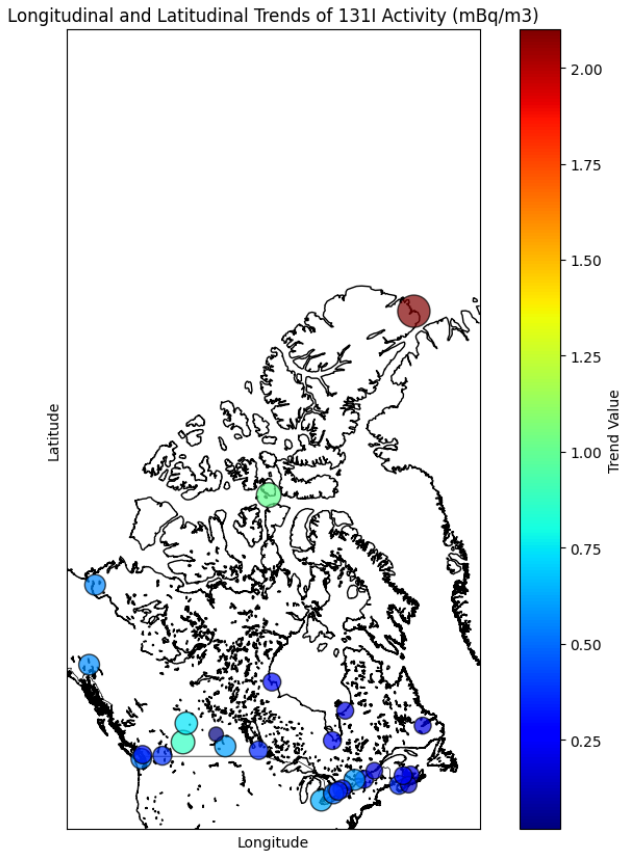 Longitudinal and Latitudinal Trends of 131I Activity (mBq/m3)
Latitude
Longitude
2.00
1.75
1.50
1.25
1.00
0.75
0.50
0.25
Trend Value